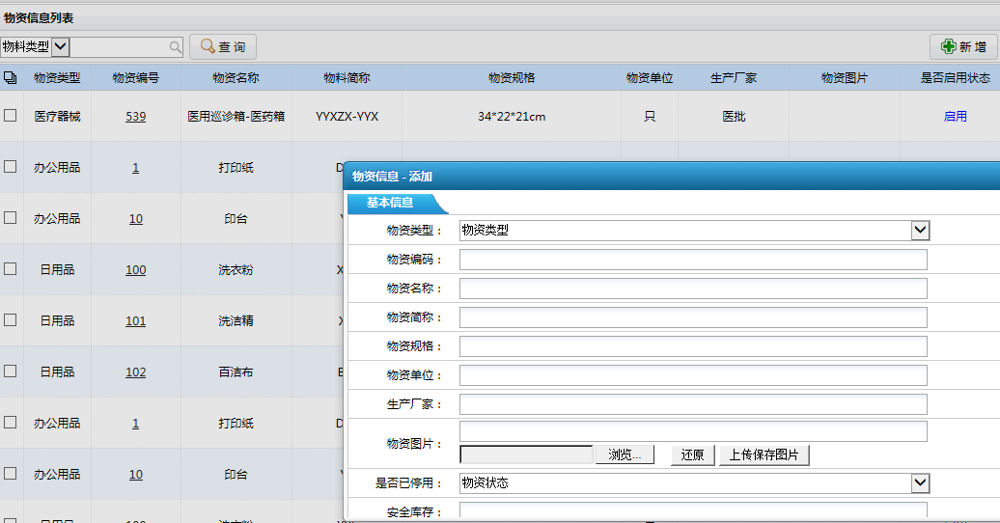 物资信息列表
物料类型 查 询 新 增
物资类型 物资编号 物资名称 物料简称 物资规格 物资单位 生产厂家 物资图片 是否启用状态
医疗器械 539 医用巡诊箱-医药箱 YYXZX-YYX 34*22*21cm 只 医批 启用
办公用品 1 打印纸 D
办公用品 10 印台
日用品 100 洗衣粉 X
日用品 101 洗洁精
日用品 102 百洁布
办公用品 1 打印纸 D
办公用品 10 印台
物资信息 - 添加
基本信息
物资类型： 物资类型
物资编码：
物资名称：
物资简称：
物资规格：
物资单位：
生产厂家：
物资图片：
浏览... 还原 上传保存图片
是否已停用： 物资状态
安全库存：